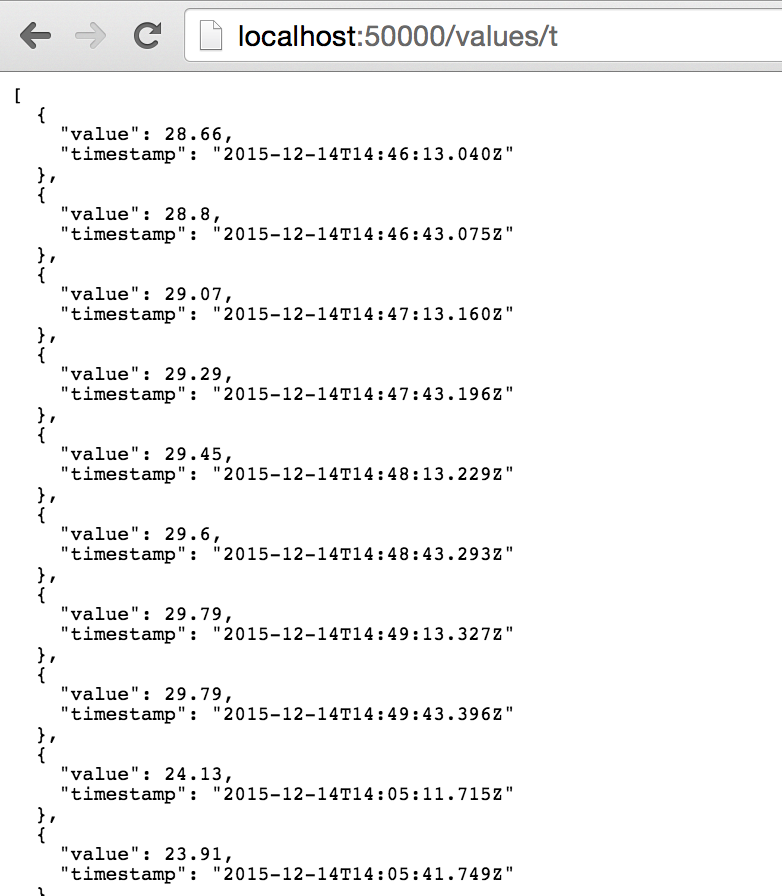 localhost:50000/values/t
[
  {
    "value": 28.66,
    "timestamp": "2015-12-14T14:46:13.040Z"
  },
  {
    "value": 28.8,
    "timestamp": "2015-12-14T14:46:43.075Z"
  },
  {
    "value": 29.07,
    "timestamp": "2015-12-14T14:47:13.160Z"
  },
  {
    "value": 29.29,
    "timestamp": "2015-12-14T14:47:43.196Z"
  },
  {
    "value": 29.45,
    "timestamp": "2015-12-14T14:48:13.229Z"
  },
  {
    "value": 29.6,
    "timestamp": "2015-12-14T14:48:43.293Z"
  },
  {
    "value": 29.79,
    "timestamp": "2015-12-14T14:49:13.327Z"
  },
  {
    "value": 29.79,
    "timestamp": "2015-12-14T14:49:43.396Z"
  },
  {
    "value": 24.13,
    "timestamp": "2015-12-14T14:05:11.715Z"
  },
  {
    "value": 23.91,
    "timestamp": "2015-12-14T14:05:41.749Z"
  }